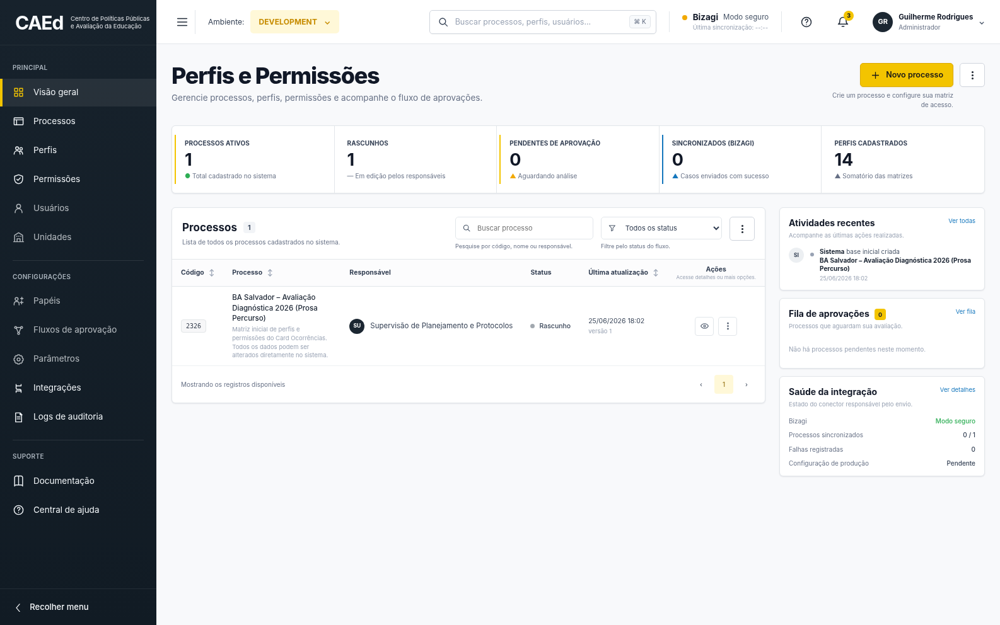 CAEd
Centro de Políticas Públicas
e Avaliação da Educação
PRINCIPAL
Visão geral
Processos
Perfis
Permissões
Usuários
Unidades
CONFIGURAÇÕES
Papéis
Fluxos de aprovação
Parâmetros
Integrações
Logs de auditoria
SUPORTE
Documentação
Central de ajuda
Recolher menu
Ambiente: DEVELOPMENT
Buscar processos, perfis, usuários... ⌘ K
Bizagi Modo seguro
Última sincronização: --:--
3
GR
Guilherme Rodrigues
Administrador
Perfis e Permissões
Gerencie processos, perfis, permissões e acompanhe o fluxo de aprovações.
Novo processo
Crie um processo e configure sua matriz
de acesso.
PROCESSOS ATIVOS
1
Total cadastrado no sistema
RASCUNHOS
1
— Em edição pelos responsáveis
PENDENTES DE APROVAÇÃO
0
Aguardando análise
SINCRONIZADOS (BIZAGI)
0
Casos enviados com sucesso
PERFIS CADASTRADOS
14
Somatório das matrizes
Processos 1
Lista de todos os processos cadastrados no sistema.
Buscar processo
Pesquise por código, nome ou responsável.
Todos os status
Filtre pelo status do fluxo.
Código
Processo
Responsável
Status
Última atualização
Ações
Acesse detalhes ou mais opções.
2326
BA Salvador – Avaliação
Diagnóstica 2026 (Prosa
Percurso)
Matriz inicial de perfis e
permissões do Card Ocorrências.
Todos os dados podem ser
alterados diretamente no sistema.
SU
Supervisão de Planejamento e Protocolos
Rascunho
25/06/2026 18:02
versão 1
Mostrando os registros disponíveis
‹ 1 ›
Atividades recentes
Ver todas
Acompanhe as últimas ações realizadas.
SI
Sistema base inicial criada
BA Salvador – Avaliação Diagnóstica 2026 (Prosa
Percurso)
25/06/2026 18:02
Fila de aprovações 0
Ver fila
Processos que aguardam sua avaliação.
Não há processos pendentes neste momento.
Saúde da integração
Ver detalhes
Estado do conector responsável pelo envio.
Bizagi Modo seguro
Processos sincronizados 0 / 1
Falhas registradas 0
Configuração de produção Pendente